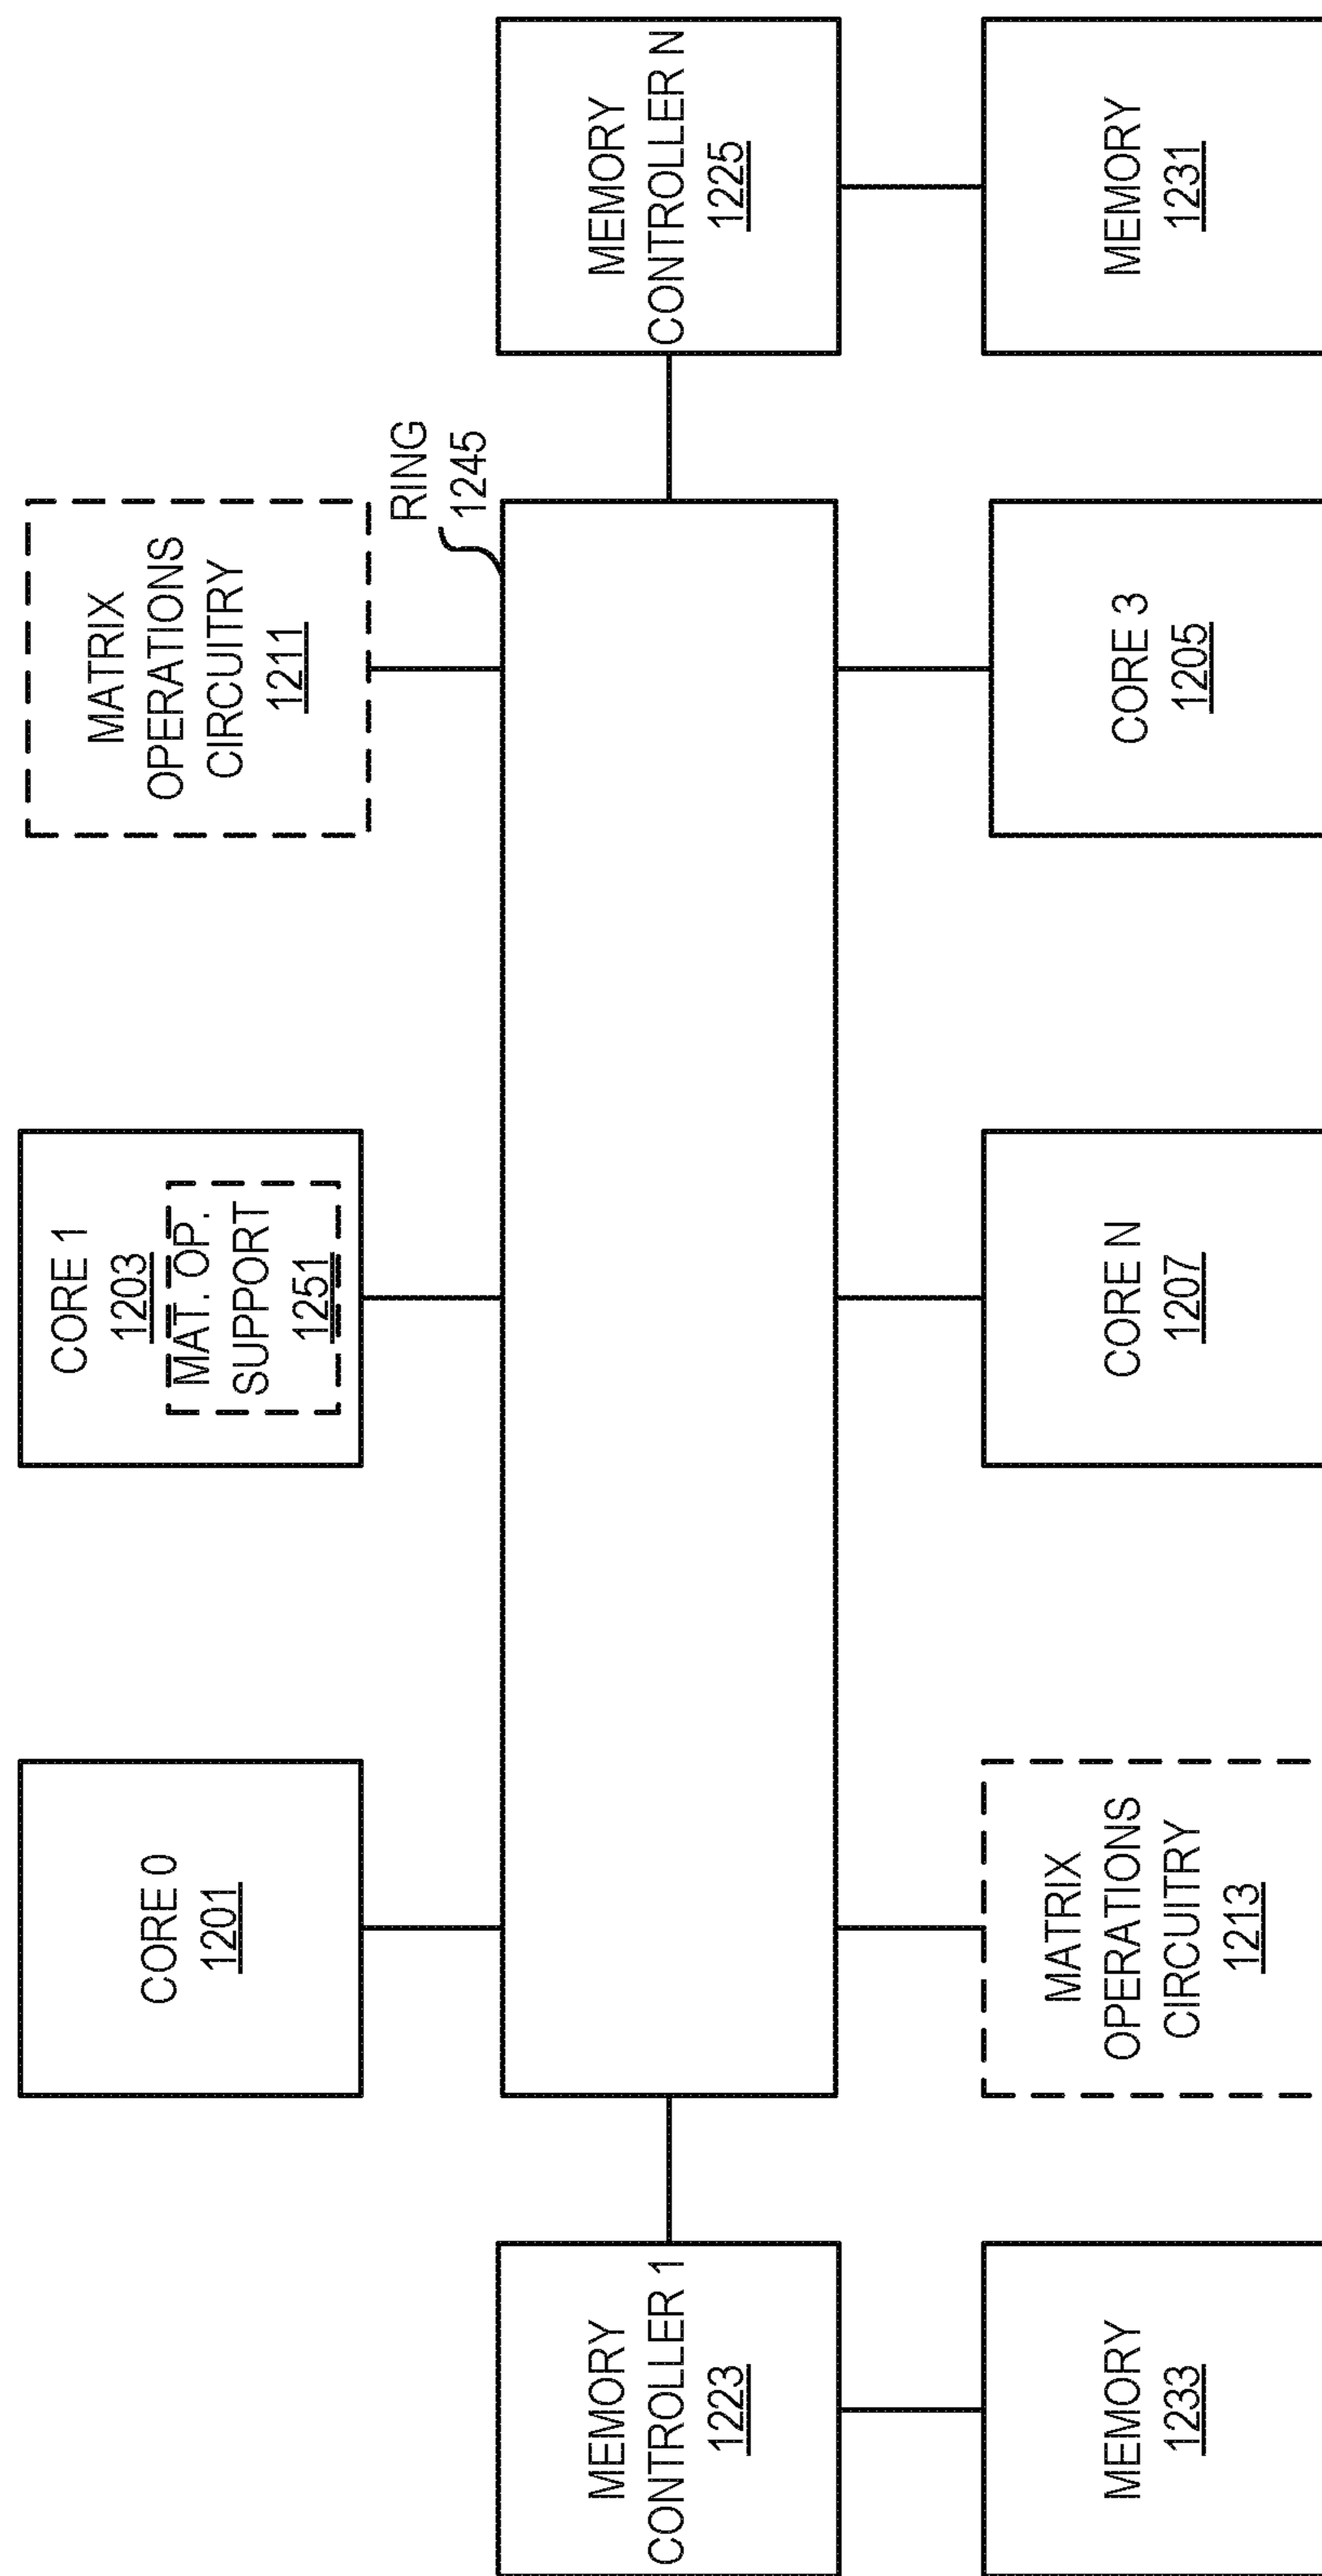 CORE 0
1201
CORE 1
1203
MAT. OP.
SUPPORT
1251
MATRIX
OPERATIONS
CIRCUITRY
1211
RING
1245
MEMORY
CONTROLLER 1
1223
MEMORY
CONTROLLER N
1225
MEMORY
1233
MATRIX
OPERATIONS
CIRCUITRY
1213
CORE N
1207
CORE 3
1205
MEMORY
1231